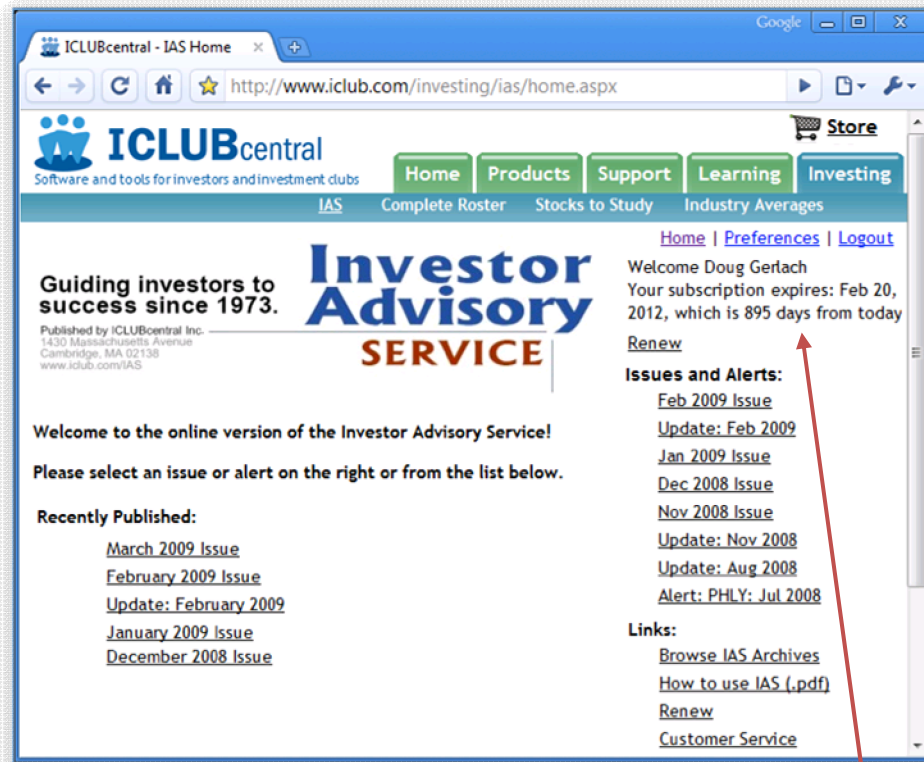 Google
ICLUBcentral - IAS Home
http://www.iclub.com/investing/ias/home.aspx
Store
ICLUBcentral
Software and tools for investors and investment clubs
Home Products Support Learning Investing
IAS Complete Roster Stocks to Study Industry Averages
Home | Preferences | Logout
Guiding investors to
success since 1973.
Published by ICLUBcentral Inc.
1430 Massachusetts Avenue
Cambridge, MA 02138
www.iclub.com/IAS
Investor
Advisory
SERVICE
Welcome Doug Gerlach
Your subscription expires: Feb 20,
2012, which is 895 days from today
Renew
Welcome to the online version of the Investor Advisory Service!
Please select an issue or alert on the right or from the list below.
Recently Published:
March 2009 Issue
February 2009 Issue
Update: February 2009
January 2009 Issue
December 2008 Issue
Issues and Alerts:
Feb 2009 Issue
Update: Feb 2009
Jan 2009 Issue
Dec 2008 Issue
Nov 2008 Issue
Update: Nov 2008
Update: Aug 2008
Alert: PHLY: Jul 2008
Links:
Browse IAS Archives
How to use IAS (.pdf)
Renew
Customer Service